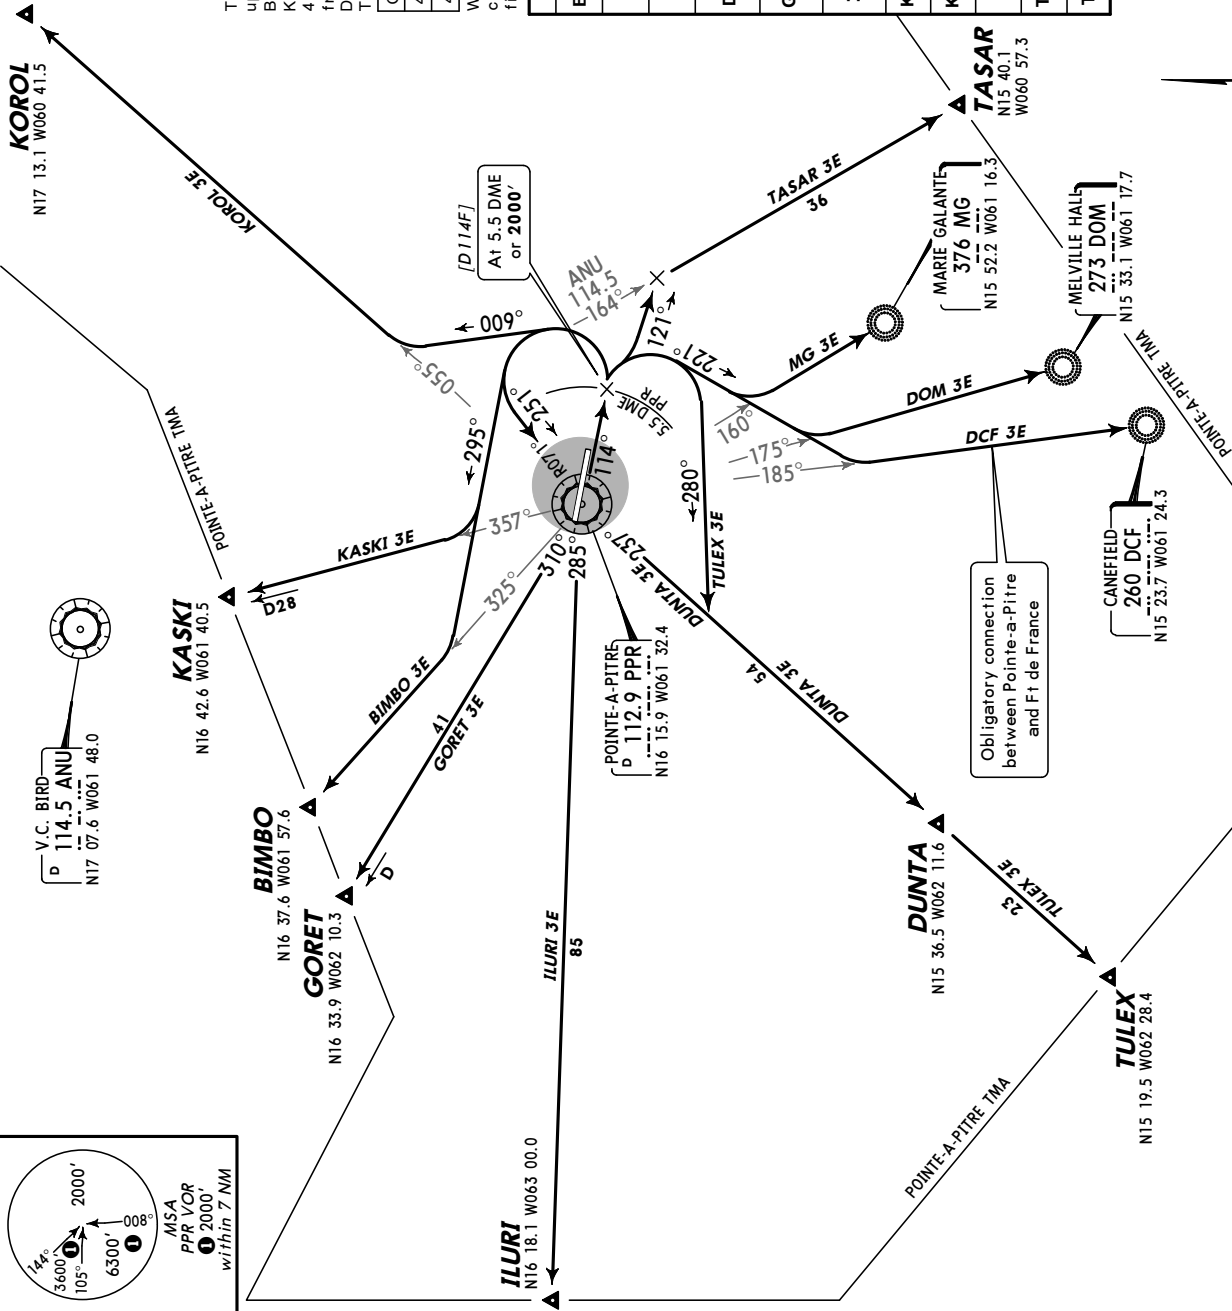 KOROL
N17 13.1 W060 41.5
KOROL 3E
[D114F]
At 5.5 DME
or 2000'
TASAR
N15 40.1
W060 57.3
TASAR 3E
36
ANU
114.5
164°
121°
009°
055°
221°
MARIE GALANTE
376 MG
N15 52.2 W061 16.3
MELVILLE HALL
273 DOM
N15 33.1 W061 17.7
POINTE-A-PITRE TMA
POINTE-A-PITRE
MG 3E
DOM 3E
DCF 3E
160°
175°
185°
CANEFIELD
260 DCF
N15 23.7 W061 24.3
Obligatory connection
between Pointe-a-Pitre
and Ft de France
5.5 DME
PPR
R071°
251°
114°
295°
280°
TULEX 3E
POINTE-A-PITRE TMA
KASKI
N16 42.6 W061 40.5
D28
KASKI 3E
357°
325°
310°
285
237°
DUNTA 3E
V.C. BIRD
D 114.5 ANU
N17 07.6 W061 48.0
BIMBO
N16 37.6 W061 57.6
BIMBO 3E
GORET
N16 33.9 W062 10.3
D
41
GORET 3E
POINTE-A-PITRE
D 112.9 PPR
N16 15.9 W061 32.4
54
DUNTA 3E
DUNTA
N15 36.5 W062 11.6
23
TULEX 3E
TULEX
N15 19.5 W062 28.4
ILURI 3E
85
ILURI
N16 18.1 W063 00.0
POINTE-A-PITRE TMA
144°
3600'
1
105°
6300'
1
2000'
008°
MSA
PPR VOR
1 2000'
within 7 NM